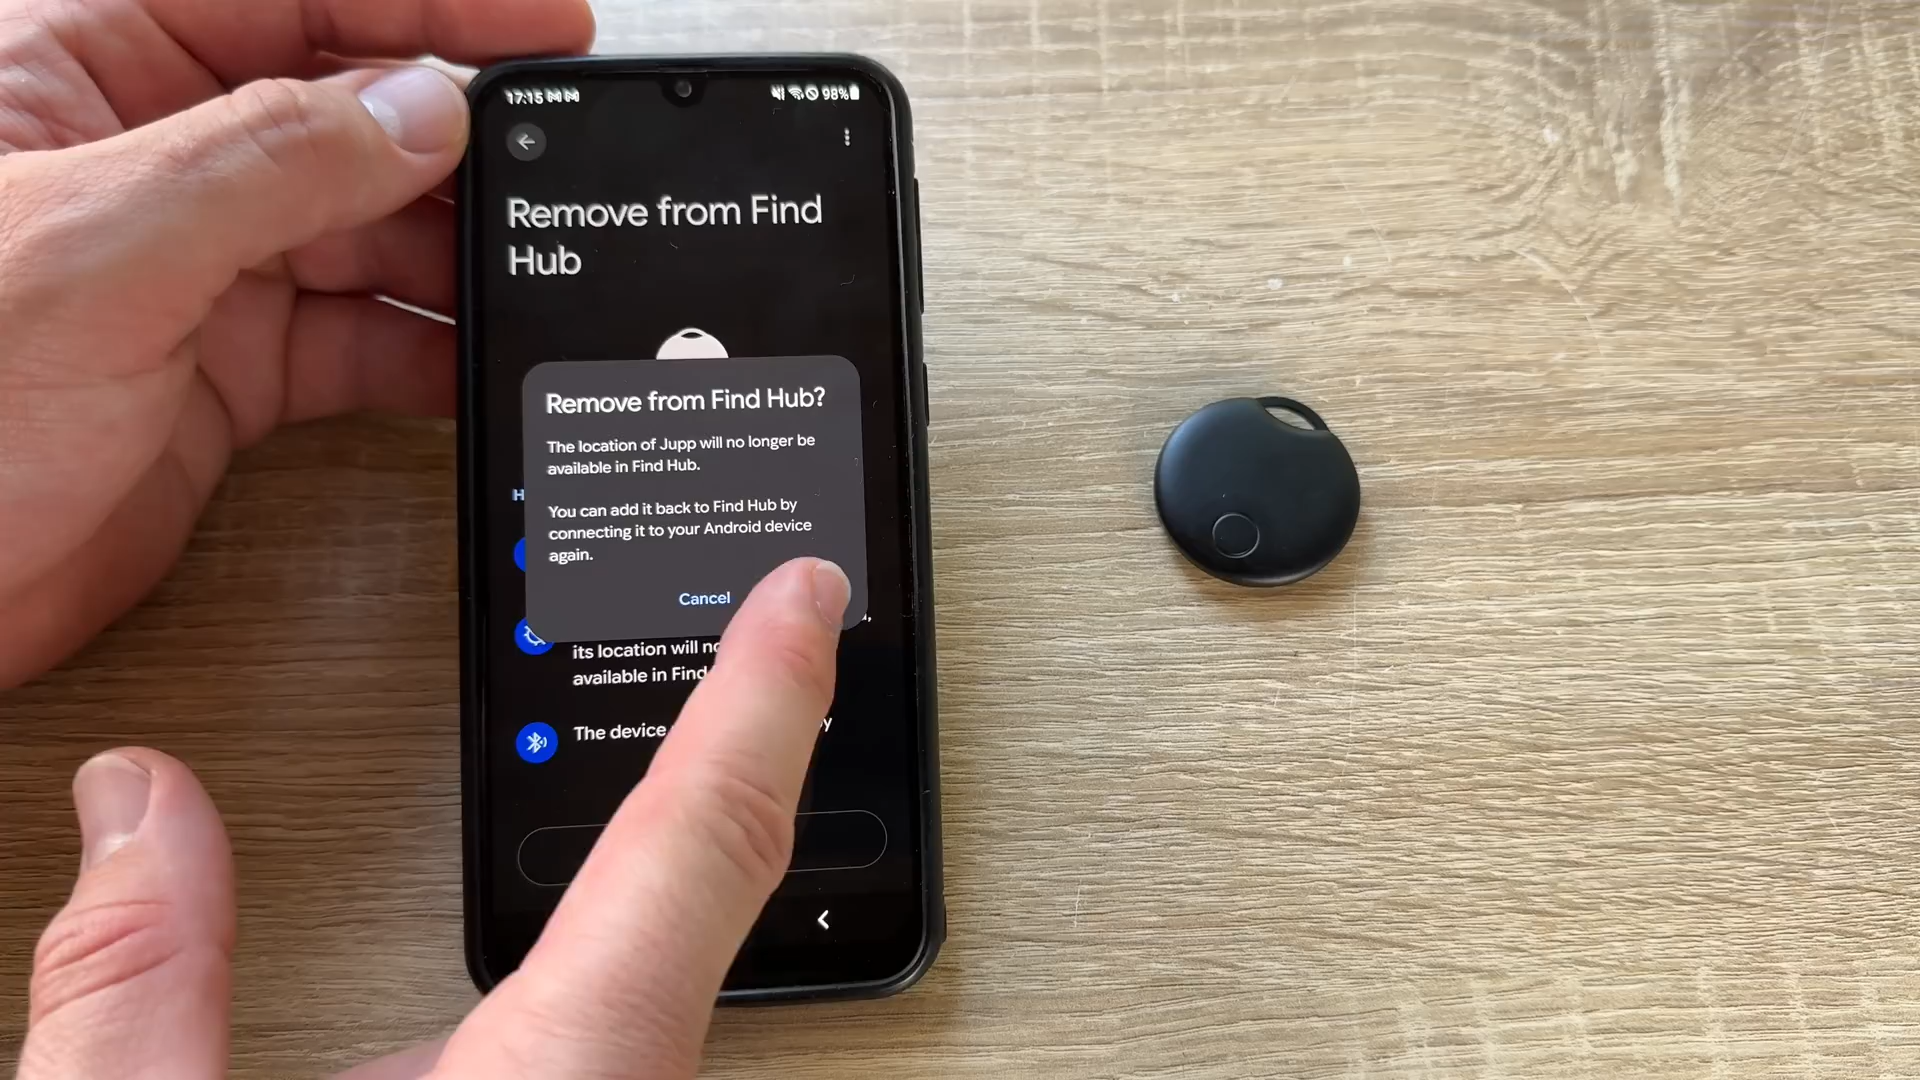 17:15 98%
Remove from Find
Hub
Remove from Find Hub?
The location of Jupp will no longer be
available in Find Hub.
You can add it back to Find Hub by
connecting it to your Android device
again.
Cancel
its location will
available in Find
The device